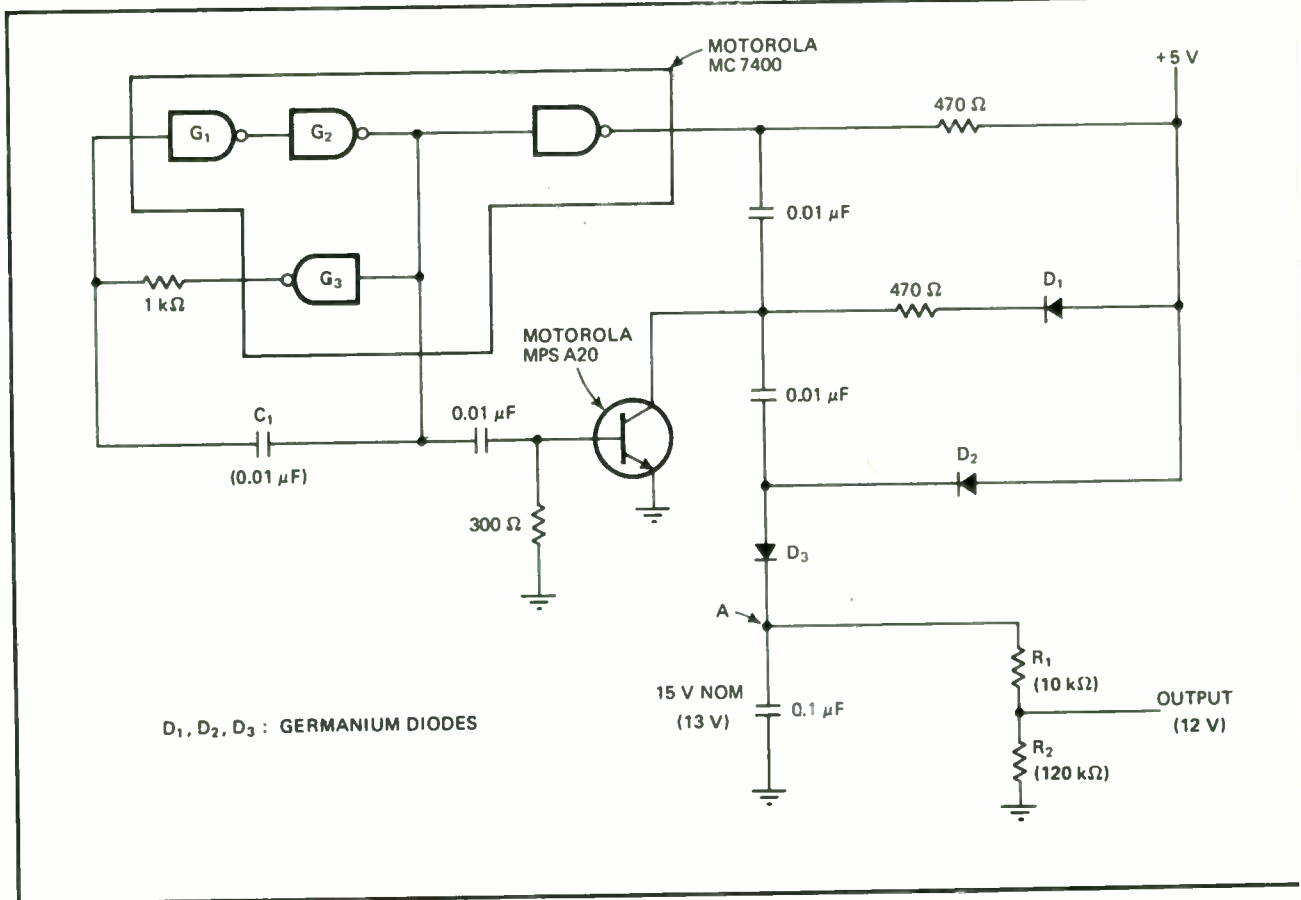 MOTOROLA
MC 7400
+5 V
G₁
G₂
470 Ω
0.01 μF
G₃
1 kΩ
470 Ω
D₁
MOTOROLA
MPS A20
0.01 μF
C₁
(0.01 μF)
0.01 μF
D₂
300 Ω
D₃
A
R₁
(10 kΩ)
15 V NOM
(13 V)
0.1 μF
OUTPUT
(12 V)
R₂
(120 kΩ)
D₁, D₂, D₃ : GERMANIUM DIODES